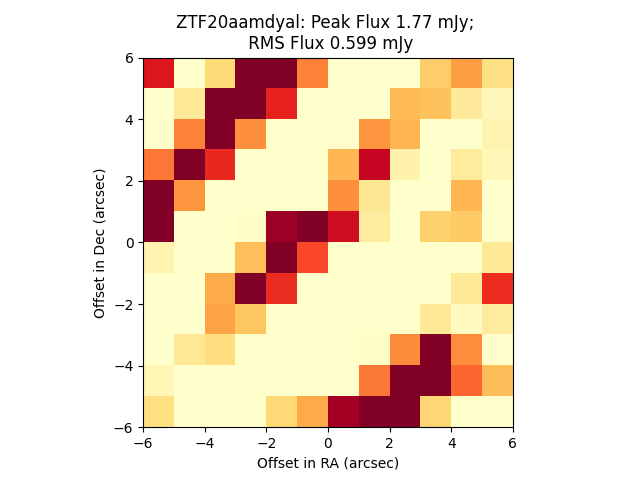 ZTF20aamdyal: Peak Flux 1.77 mJy;
RMS Flux 0.599 mJy
6
4
2
0
−2
−4
−6
Offset in Dec (arcsec)
−6 −4 −2 0 2 4 6
Offset in RA (arcsec)